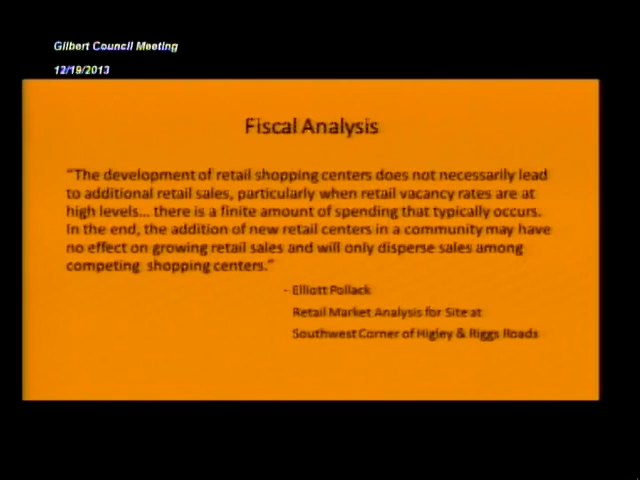 Gilbert Council Meeting
12/19/2013
Fiscal Analysis
"The development of retail shopping centers does not necessarily lead
to additional retail sales, particularly when retail vacancy rates are at
high levels... there is a finite amount of spending that typically occurs.
In the end, the addition of new retail centers in a community may have
no effect on growing retail sales and will only disperse sales among
competing shopping centers."
- Elliott Pollack
Retail Market Analysis for Site at
Southwest Corner of Higley & Riggs Roads